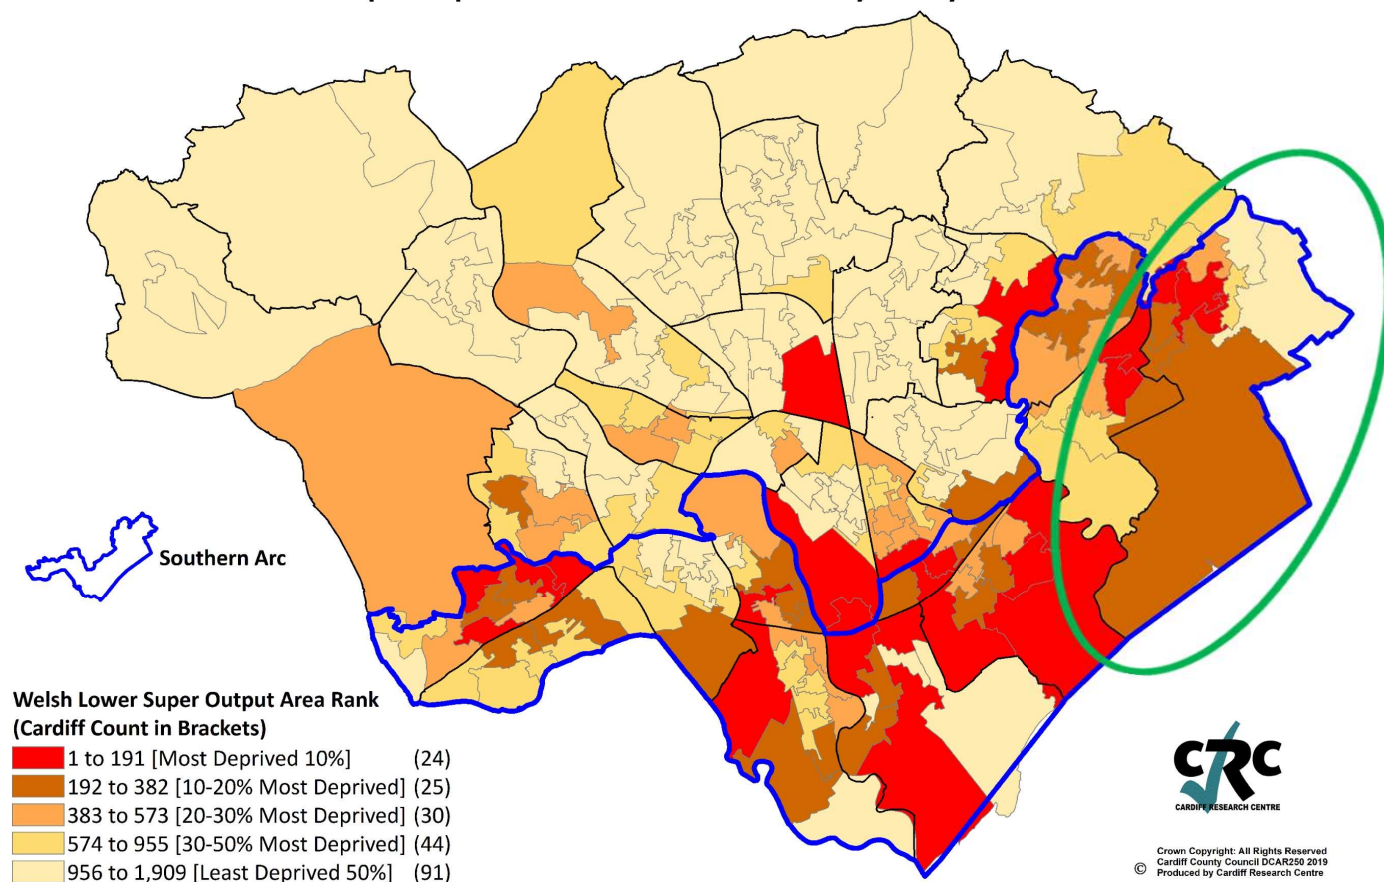 Southern Arc
Welsh Lower Super Output Area Rank
(Cardiff Count in Brackets)
1 to 191 [Most Deprived 10%] (24)
192 to 382 [10-20% Most Deprived] (25)
383 to 573 [20-30% Most Deprived] (30)
574 to 955 [30-50% Most Deprived] (44)
956 to 1,909 [Least Deprived 50%] (91)
CRC
CARDIFF RESEARCH CENTRE
Crown Copyright: All Rights Reserved
Cardiff County Council DCAR250 2019
© Produced by Cardiff Research Centre